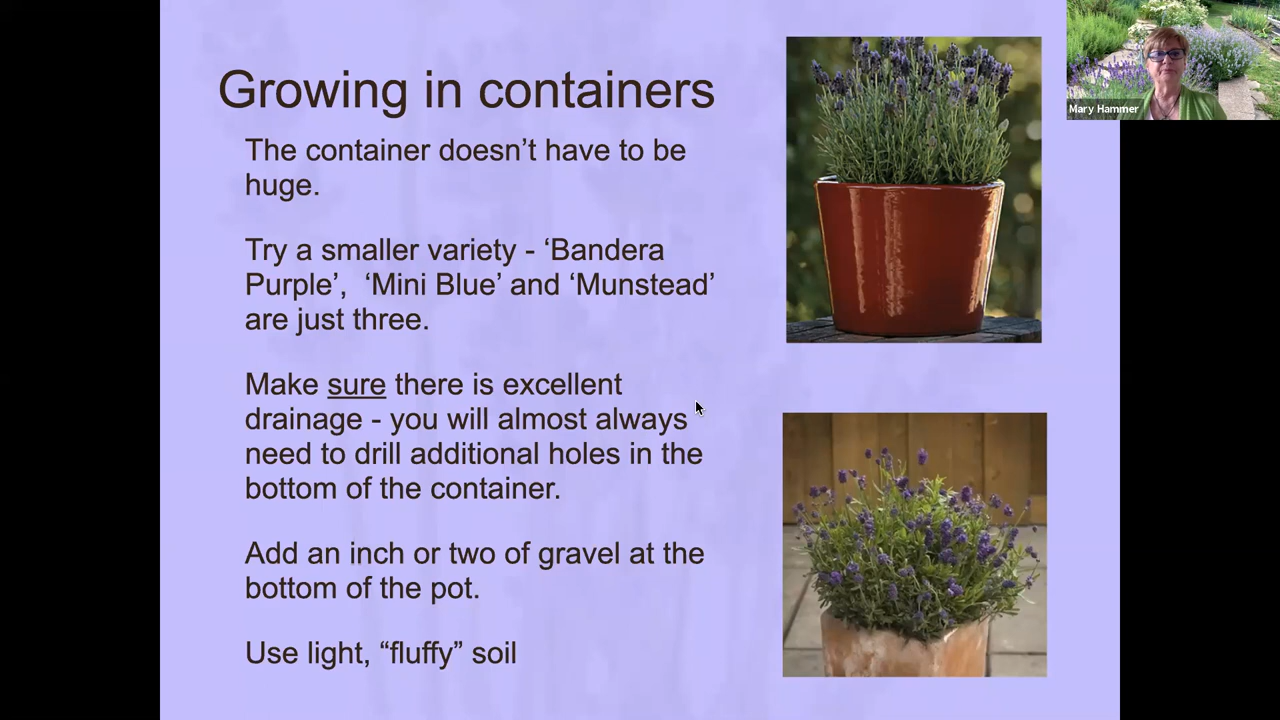 Growing in containers
The container doesn’t have to be
huge.
Try a smaller variety - ‘Bandera
Purple’,  ‘Mini Blue’ and ‘Munstead’
are just three.
Make sure there is excellent
drainage - you will almost always
need to drill additional holes in the
bottom of the container.
Add an inch or two of gravel at the
bottom of the pot.
Use light, “fluffy” soil
Mary Hammer